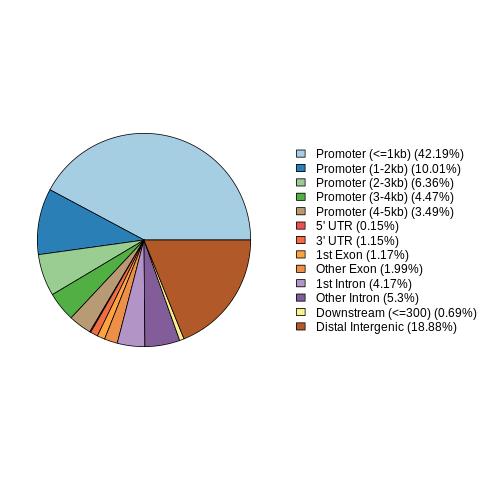 Promoter (<=1kb) (42.19%)
Promoter (1-2kb) (10.01%)
Promoter (2-3kb) (6.36%)
Promoter (3-4kb) (4.47%)
Promoter (4-5kb) (3.49%)
5' UTR (0.15%)
3' UTR (1.15%)
1st Exon (1.17%)
Other Exon (1.99%)
1st Intron (4.17%)
Other Intron (5.3%)
Downstream (<=300) (0.69%)
Distal Intergenic (18.88%)